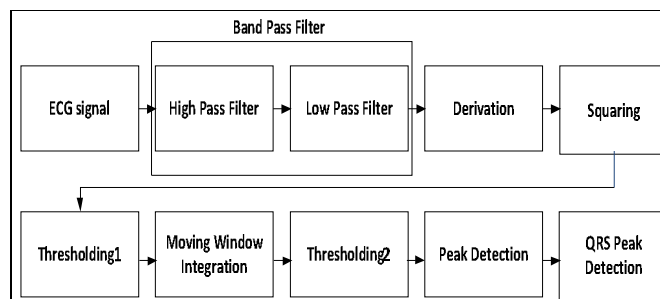 Band Pass Filter
ECG signal
High Pass Filter
Low Pass Filter
Derivation
Squaring
Thresholding1
Moving Window
Integration
Thresholding2
Peak Detection
QRS Peak
Detection